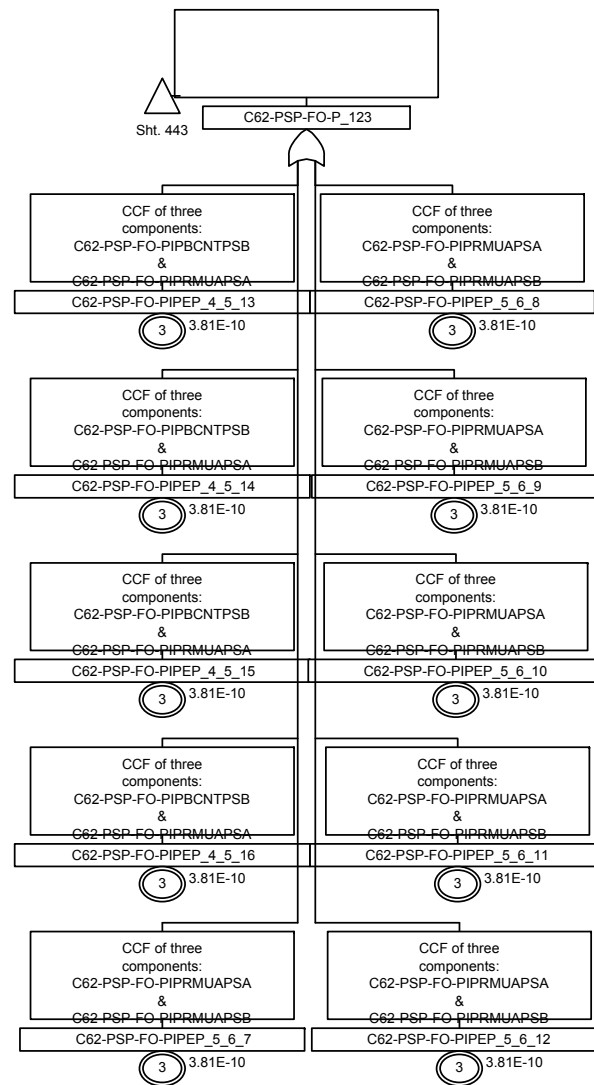 Sht. 443
C62-PSP-FO-P_123
CCF of three
components:
C62-PSP-FO-PIPBCNTPSB
&
C62-PSP-FO-PIPRMUAPSA
C62-PSP-FO-PIPEP_4_5_13
3
3.81E-10
CCF of three
components:
C62-PSP-FO-PIPRMUAPSA
&
C62-PSP-FO-PIPRMUAPSB
C62-PSP-FO-PIPEP_5_6_8
3
3.81E-10
CCF of three
components:
C62-PSP-FO-PIPBCNTPSB
&
C62-PSP-FO-PIPRMUAPSA
C62-PSP-FO-PIPEP_4_5_14
3
3.81E-10
CCF of three
components:
C62-PSP-FO-PIPRMUAPSA
&
C62-PSP-FO-PIPRMUAPSB
C62-PSP-FO-PIPEP_5_6_9
3
3.81E-10
CCF of three
components:
C62-PSP-FO-PIPBCNTPSB
&
C62-PSP-FO-PIPRMUAPSA
C62-PSP-FO-PIPEP_4_5_15
3
3.81E-10
CCF of three
components:
C62-PSP-FO-PIPRMUAPSA
&
C62-PSP-FO-PIPRMUAPSB
C62-PSP-FO-PIPEP_5_6_10
3
3.81E-10
CCF of three
components:
C62-PSP-FO-PIPBCNTPSB
&
C62-PSP-FO-PIPRMUAPSA
C62-PSP-FO-PIPEP_4_5_16
3
3.81E-10
CCF of three
components:
C62-PSP-FO-PIPRMUAPSA
&
C62-PSP-FO-PIPRMUAPSB
C62-PSP-FO-PIPEP_5_6_11
3
3.81E-10
CCF of three
components:
C62-PSP-FO-PIPRMUAPSA
&
C62-PSP-FO-PIPRMUAPSB
C62-PSP-FO-PIPEP_5_6_7
3
3.81E-10
CCF of three
components:
C62-PSP-FO-PIPRMUAPSA
&
C62-PSP-FO-PIPRMUAPSB
C62-PSP-FO-PIPEP_5_6_12
3
3.81E-10